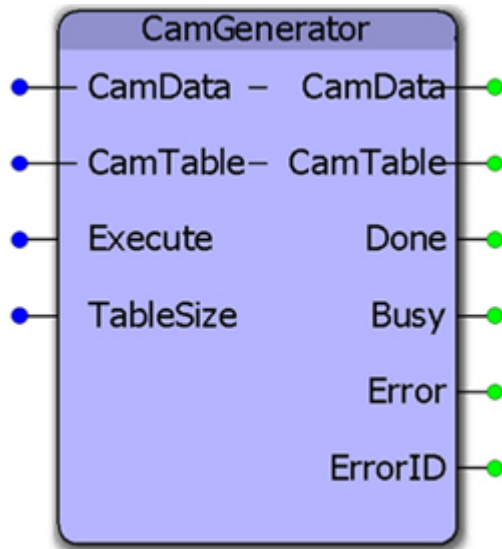 CamGenerator
CamData – CamData
CamTable – CamTable
Execute Done
TableSize Busy
Error
ErrorID